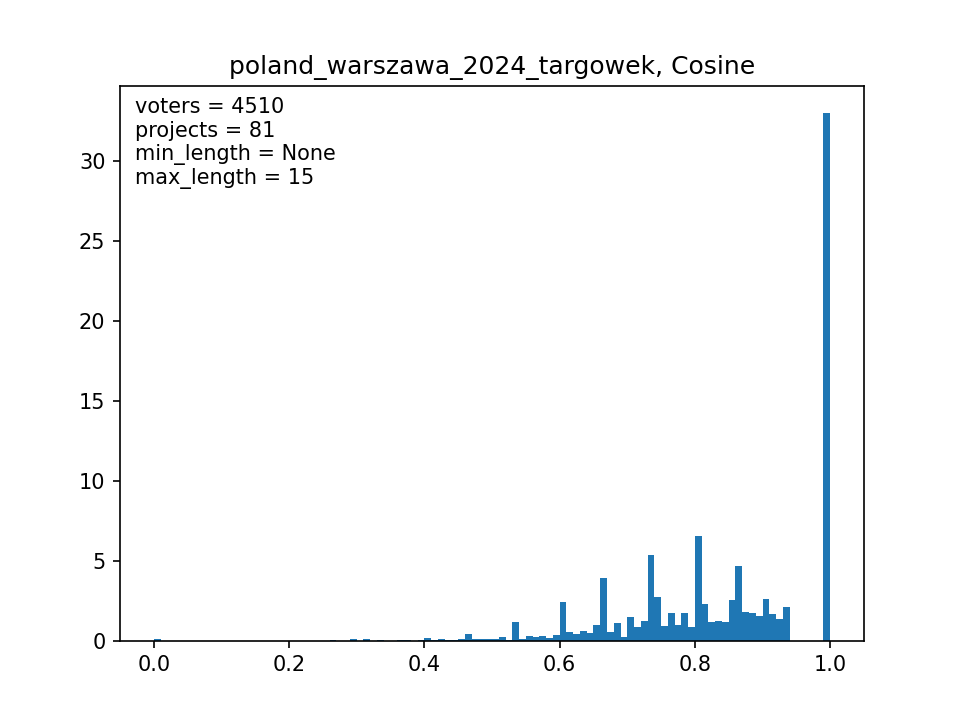 poland_warszawa_2024_targowek, Cosine
voters = 4510
projects = 81
min_length = None
max_length = 15
30
25
20
15
10
5
0
0.0 0.2 0.4 0.6 0.8 1.0